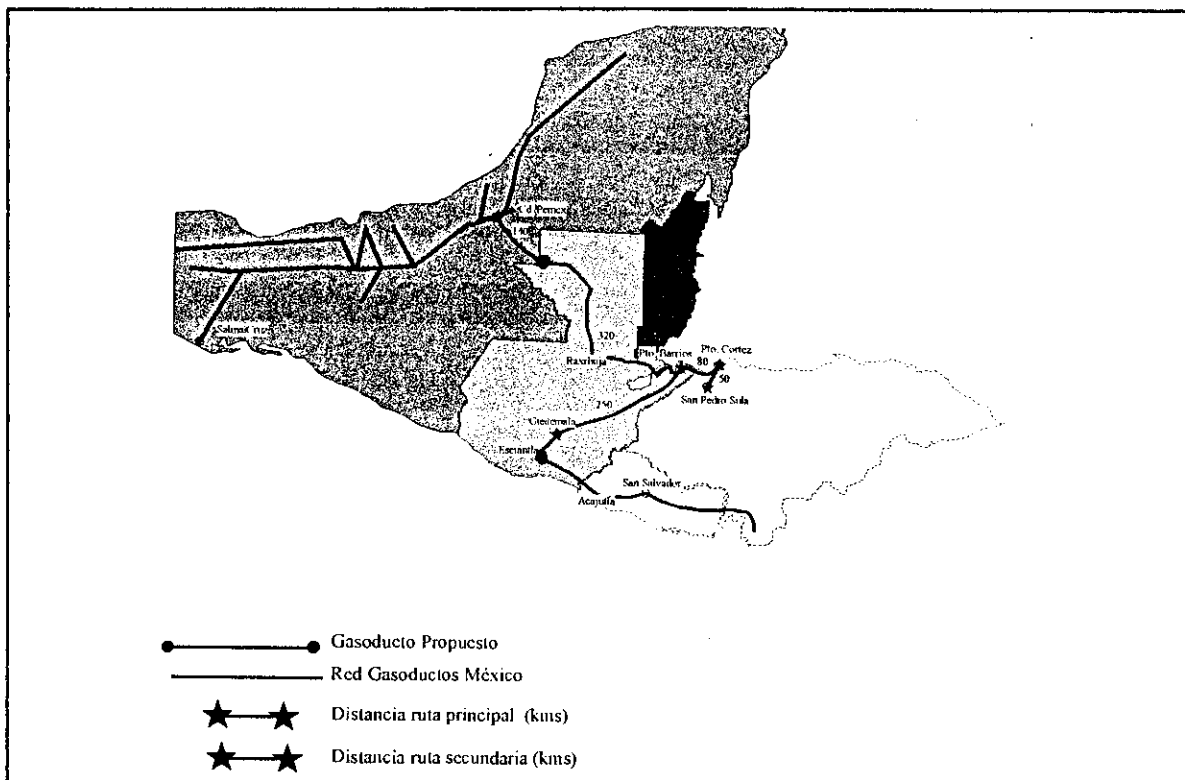 Cd. Pemex
140
Salina Cruz
320
Raxruja
Pto. Barrios
Pto. Cortez
80
50
San Pedro Sula
250
Guatemala
Escuintla
San Salvador
Acajutla
Gasoducto Propuesto
Red Gasoductos México
Distancia ruta principal (kms)
Distancia ruta secundaria (kms)